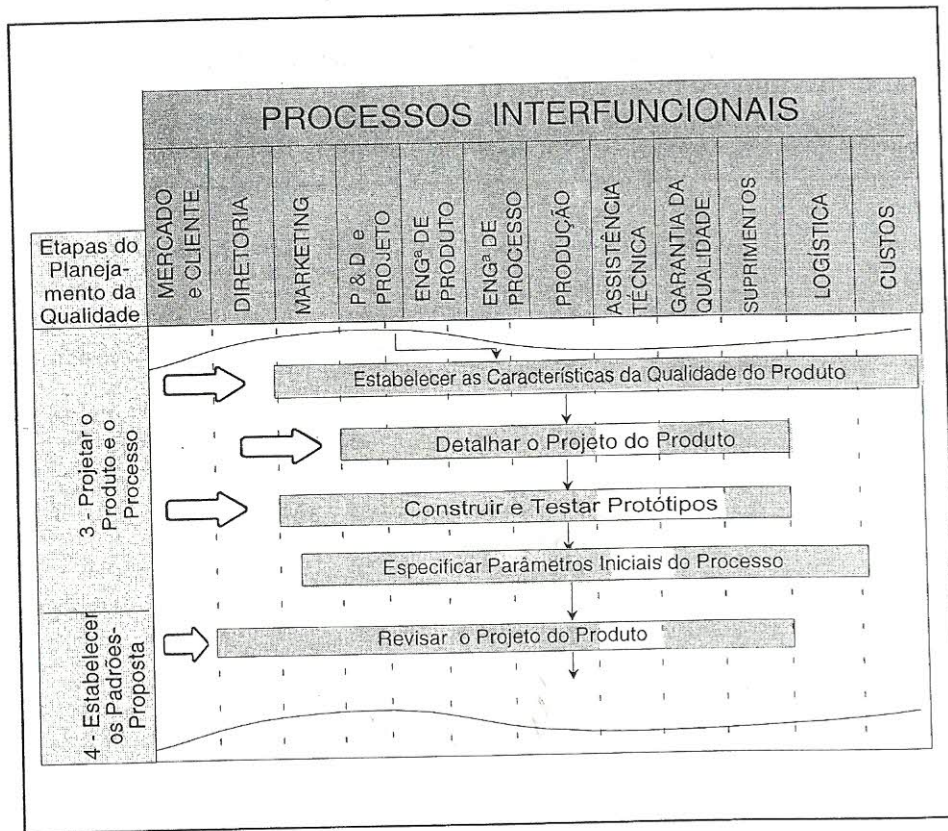 PROCESSOS INTERFUNCIONAIS
Etapas do
Planeja-
mento da
Qualidade
MERCADO
e CLIENTE
DIRETORIA
MARKETING
P & D e
PROJETO
ENGª DE
PRODUTO
ENGª DE
PROCESSO
PRODUÇÃO
ASSISTÊNCIA
TÉCNICA
GARANTIA DA
QUALIDADE
SUPRIMENTOS
LOGÍSTICA
CUSTOS
3 - Projetar o
Produto e o
Processo
Estabelecer as Características da Qualidade do Produto
Detalhar o Projeto do Produto
Construir e Testar Protótipos
Especificar Parâmetros Iniciais do Processo
4 - Estabelecer
os Padrões-
Proposta
Revisar o Projeto do Produto